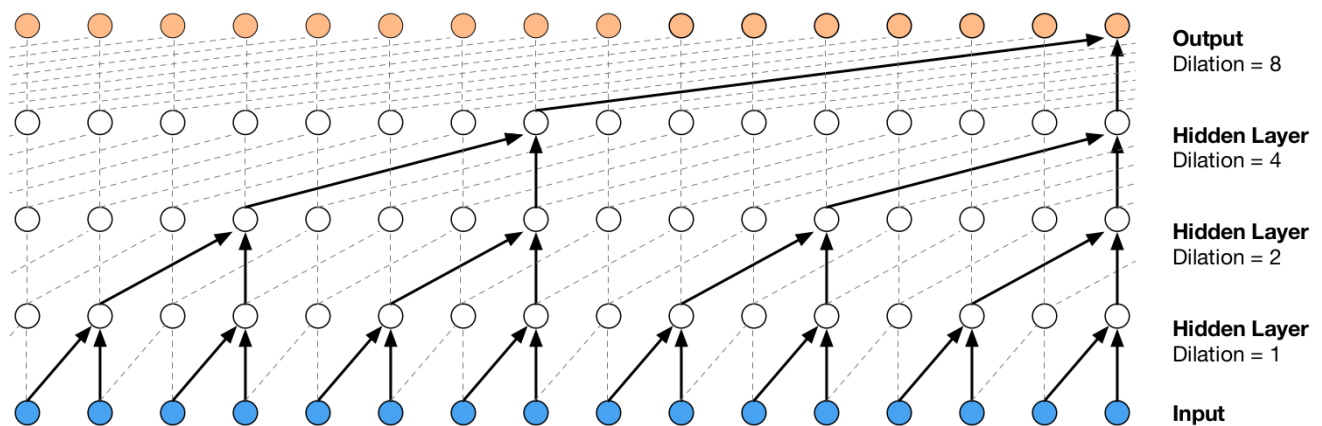 Output
Dilation = 8
Hidden Layer
Dilation = 4
Hidden Layer
Dilation = 2
Hidden Layer
Dilation = 1
Input